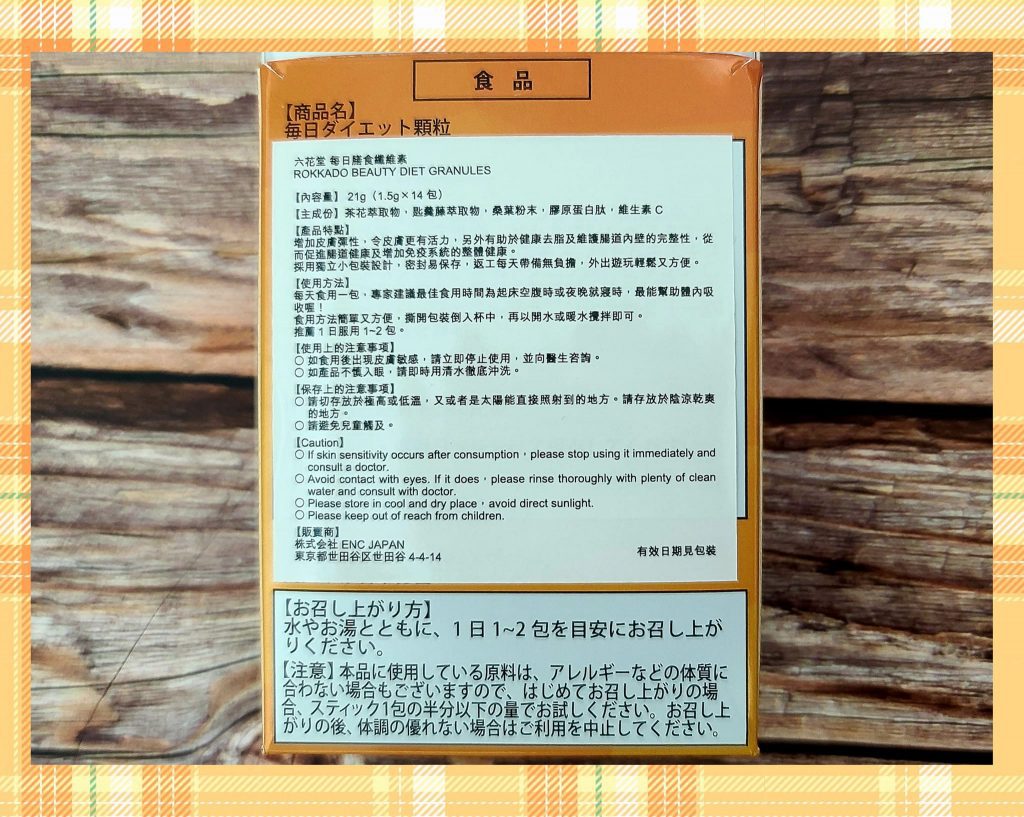 食品
【商品名】
毎日ダイエット顆粒
六花堂 每日膳食纖維素
ROKKADO BEAUTY DIET GRANULES
【內容量】 21g（1.5g×14 包）
【主成份】茶花萃取物，匙羹藤萃取物，桑葉粉末，膠原蛋白肽，維生素 C
【產品特點】
增加皮膚彈性，令皮膚更有活力，另外有助於健康去脂及維護腸道內壁的完整性，從
而促進腸道健康及增加免疫系統的整體健康。
採用獨立小包裝設計，密封易保存，返工每天帶備無負擔，外出遊玩輕鬆又方便。
【使用方法】
每天食用一包，專家建議最佳食用時間為起床空腹時或夜晚就寢時，最能幫助體內吸
收喔！
食用方法簡單又方便，撕開包裝倒入杯中，再以開水或暖水攪拌即可。
推薦 1 日服用 1~2 包。
【使用上的注意事項】
○ 如食用後出現皮膚敏感，請立即停止使用，並向醫生咨詢。
○ 如產品不慎入眼，請即時用清水徹底沖洗。
【保存上的注意事項】
○ 請切存放於極高或低溫，又或者是太陽能直接照射到的地方。請存放於陰涼乾爽
的地方。
○ 請避免兒童觸及。
【Caution】
○ If skin sensitivity occurs after consumption，please stop using it immediately and
consult a doctor.
○ Avoid contact with eyes. If it does，please rinse thoroughly with plenty of clean
water and consult with doctor.
○ Please store in cool and dry place，avoid direct sunlight.
○ Please keep out of reach from children.
【販賣商】
株式会社 ENC JAPAN
東京都世田谷区世田谷 4-4-14
有效日期見包裝
【お召し上がり方】
水やお湯とともに、1 日 1~2 包を目安にお召し上が
りください。
【注意】本品に使用している原料は、アレルギーなどの体質に
合わない場合もございますので、はじめてお召し上がりの場
合、スティック1包の半分以下の量でお試しください。お召し上
がりの後、体調の優れない場合はご利用を中止してください。